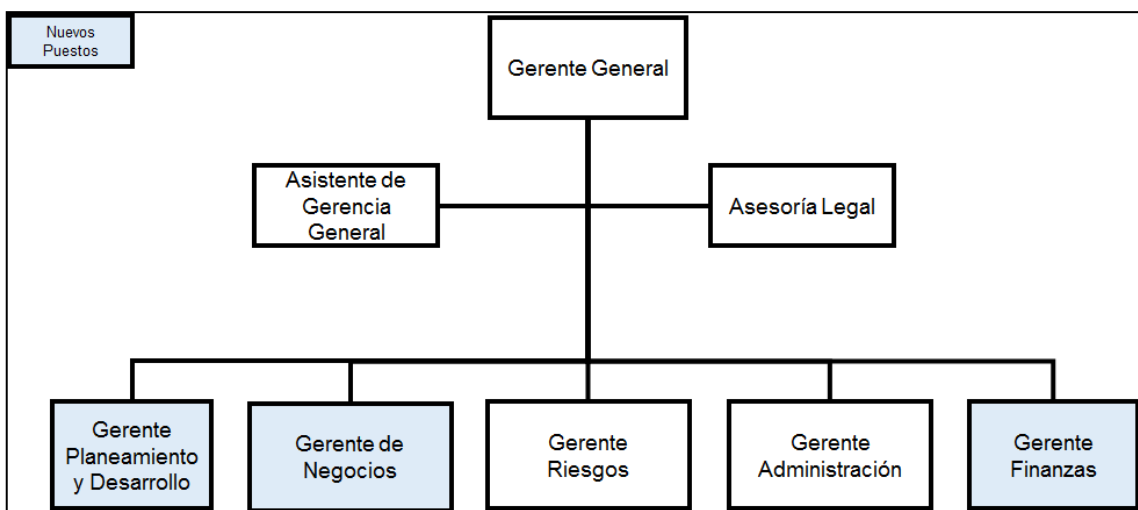 Nuevos
Puestos
Gerente General
Asistente de
Gerencia
General
Asesoría Legal
Gerente
Planeamiento
y Desarrollo
Gerente de
Negocios
Gerente
Riesgos
Gerente
Administración
Gerente
Finanzas